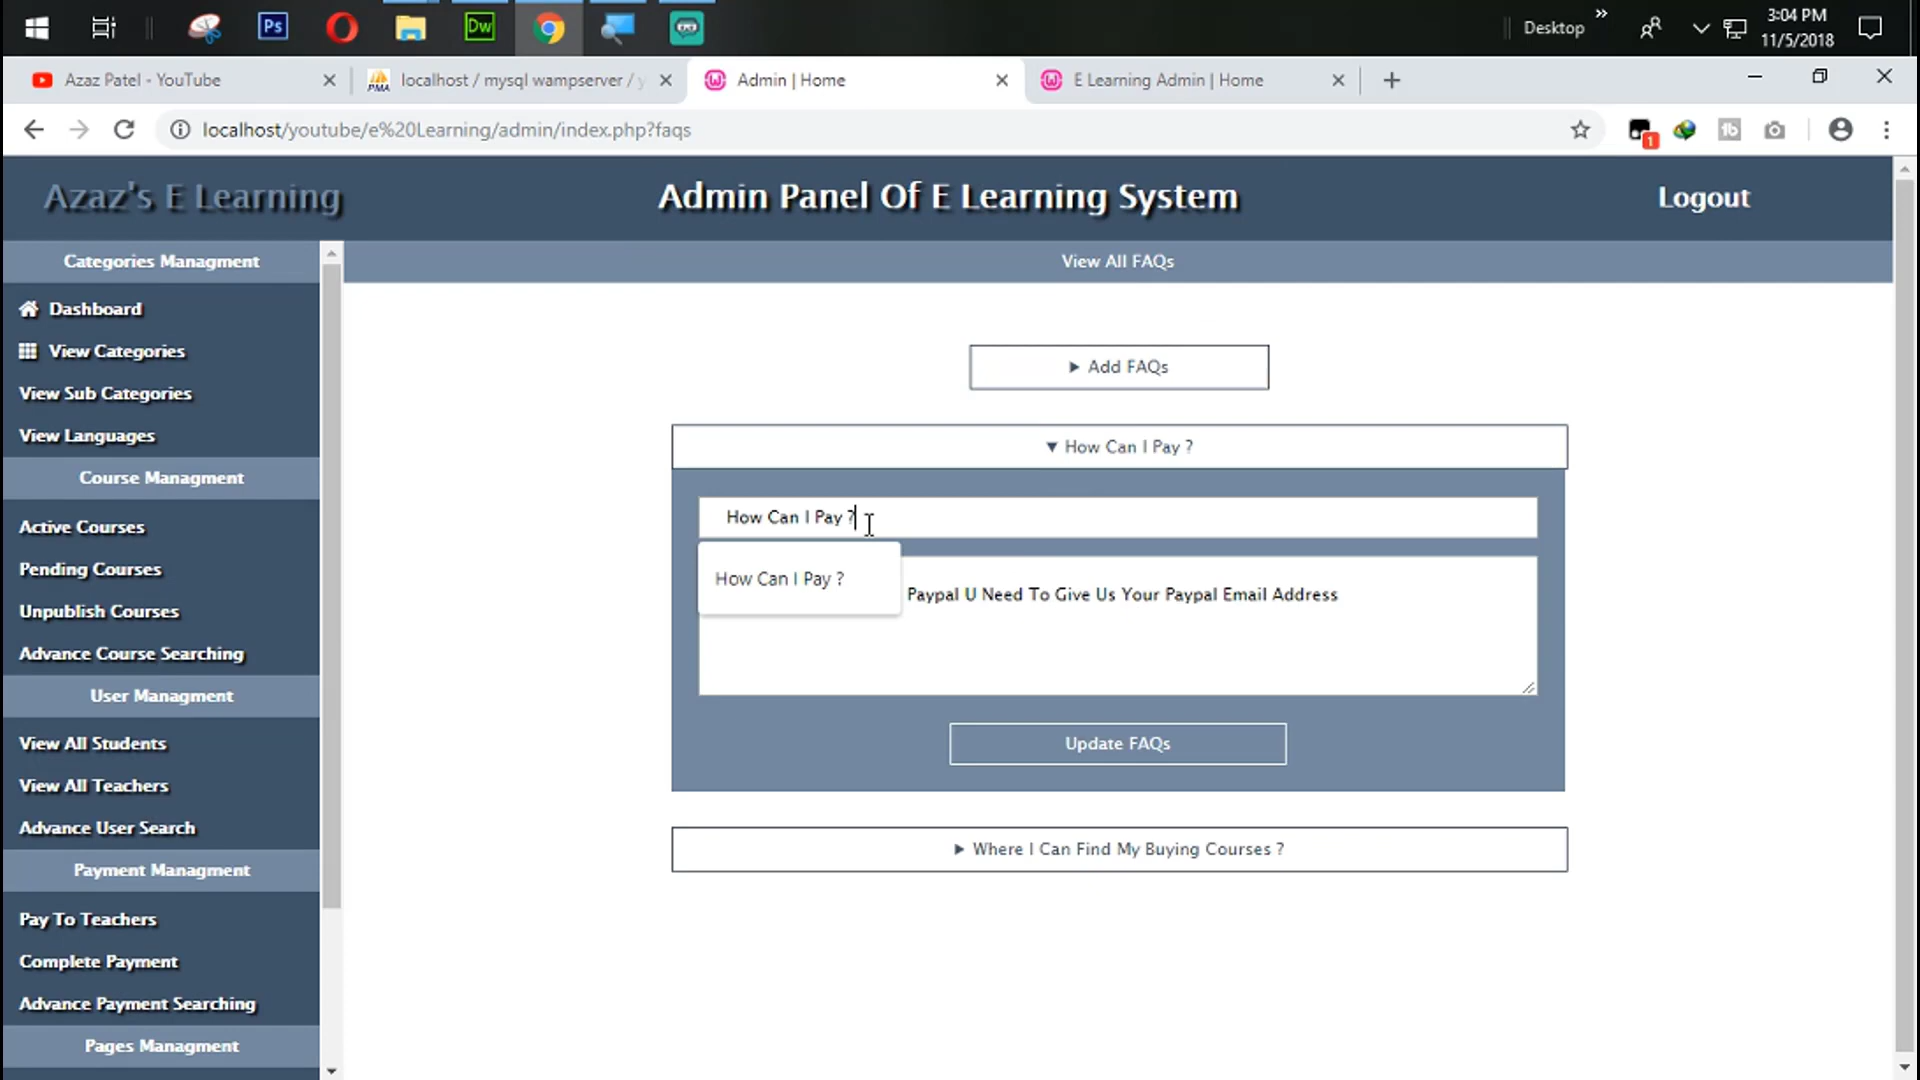 Ps
Dw
Desktop
3:04 PM
11/5/2018
Azaz Patel - YouTube
PMA
localhost / mysql wampserver / y
Admin | Home
E Learning Admin | Home
localhost/youtube/e%20Learning/admin/index.php?faqs
1
tb
Azaz's E Learning
Admin Panel Of E Learning System
Logout
Categories Managment
View All FAQs
Dashboard
View Categories
View Sub Categories
View Languages
Course Managment
Active Courses
Pending Courses
Unpublish Courses
Advance Course Searching
User Managment
View All Students
View All Teachers
Advance User Search
Payment Managment
Pay To Teachers
Complete Payment
Advance Payment Searching
Pages Managment
Add FAQs
How Can I Pay ?
How Can I Pay ?
How Can I Pay ?
Paypal U Need To Give Us Your Paypal Email Address
Update FAQs
Where I Can Find My Buying Courses ?